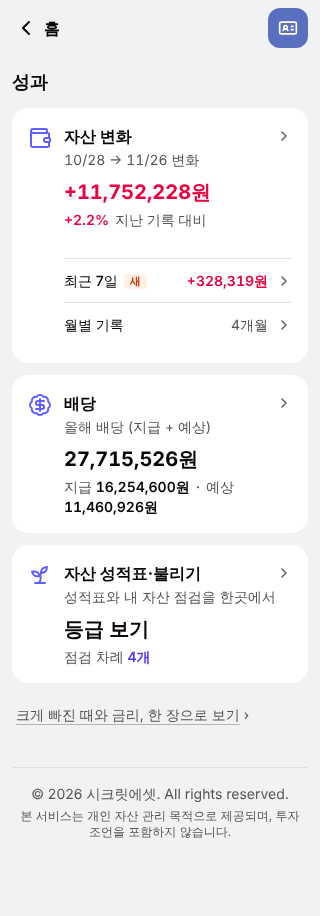 홈
성과
자산 변화
10/28 → 11/26 변화
+11,752,228원
+2.2% 지난 기록 대비
최근 7일 새 +328,319원
월별 기록 4개월
배당
올해 배당 (지급 + 예상)
27,715,526원
지급 16,254,600원 · 예상
11,460,926원
자산 성적표·불리기
성적표와 내 자산 점검을 한곳에서
등급 보기
점검 차례 4개
크게 빠진 때와 금리, 한 장으로 보기 ›
© 2026 시크릿에셋. All rights reserved.
본 서비스는 개인 자산 관리 목적으로 제공되며, 투자
조언을 포함하지 않습니다.